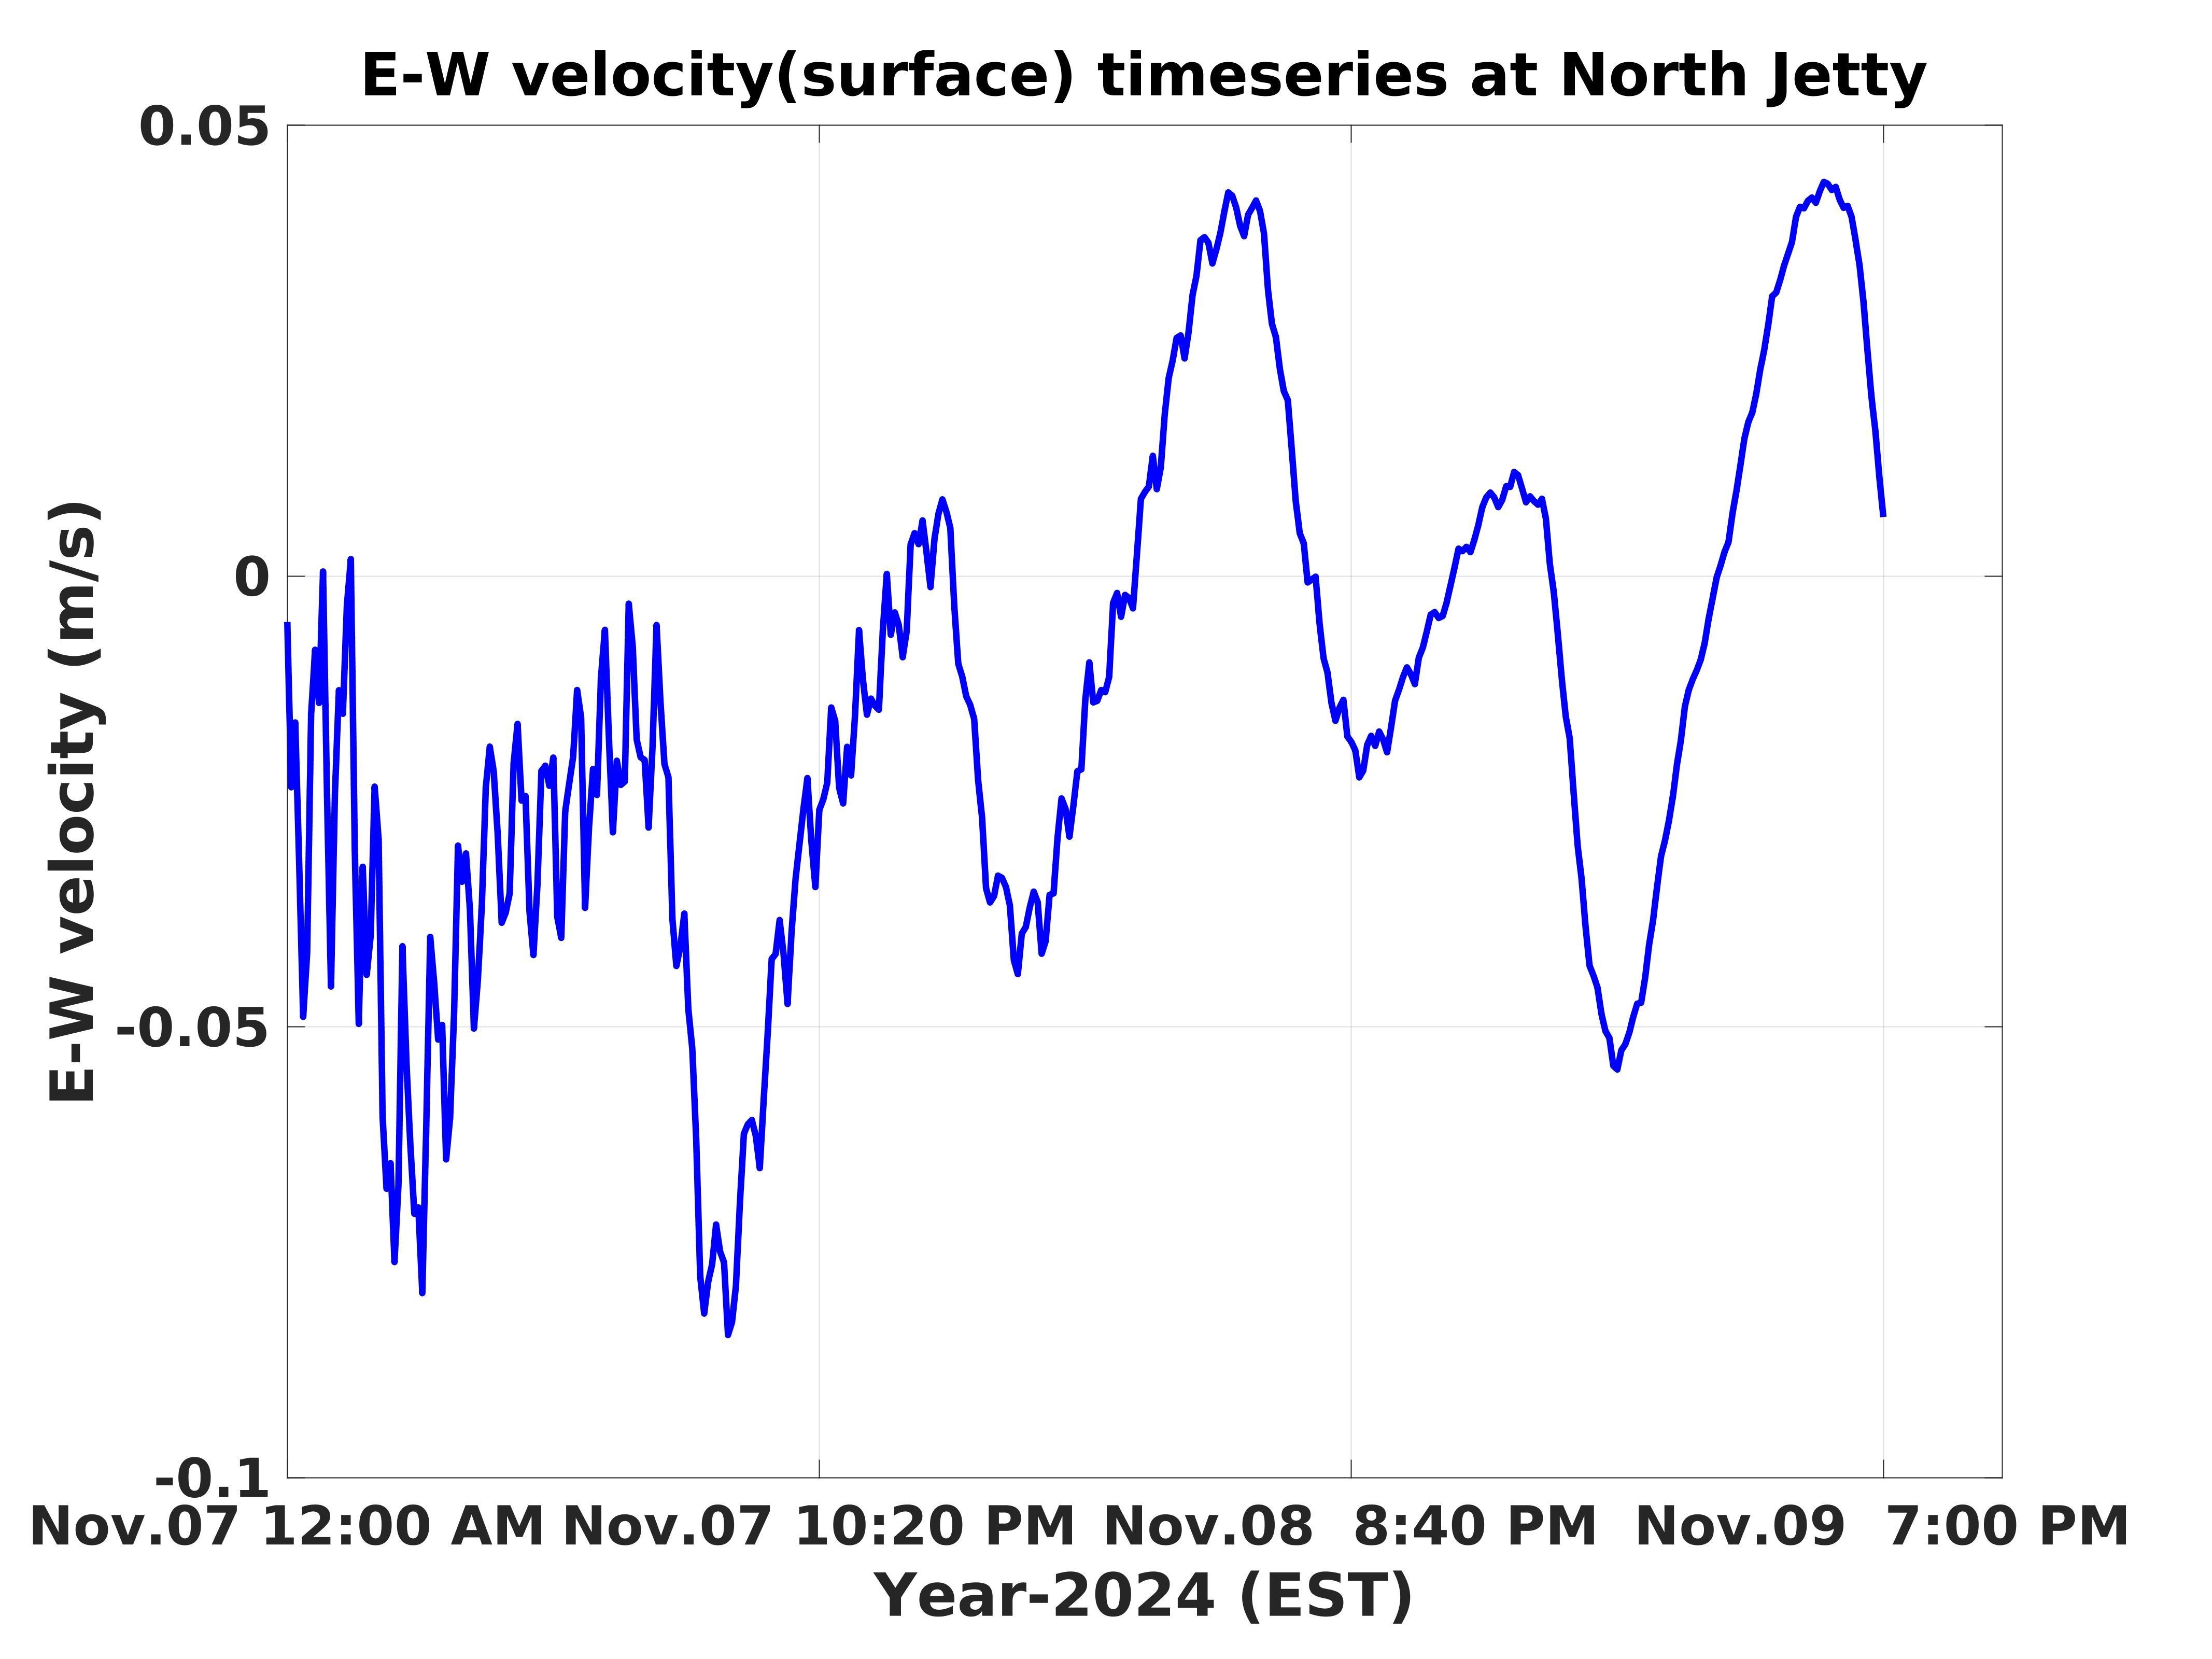 E-W velocity(surface) timeseries at North Jetty
0.05
0
-0.05
-0.1
E-W velocity (m/s)
Nov.07 12:00 AM Nov.07 10:20 PM Nov.08 8:40 PM Nov.09 7:00 PM
Year-2024 (EST)